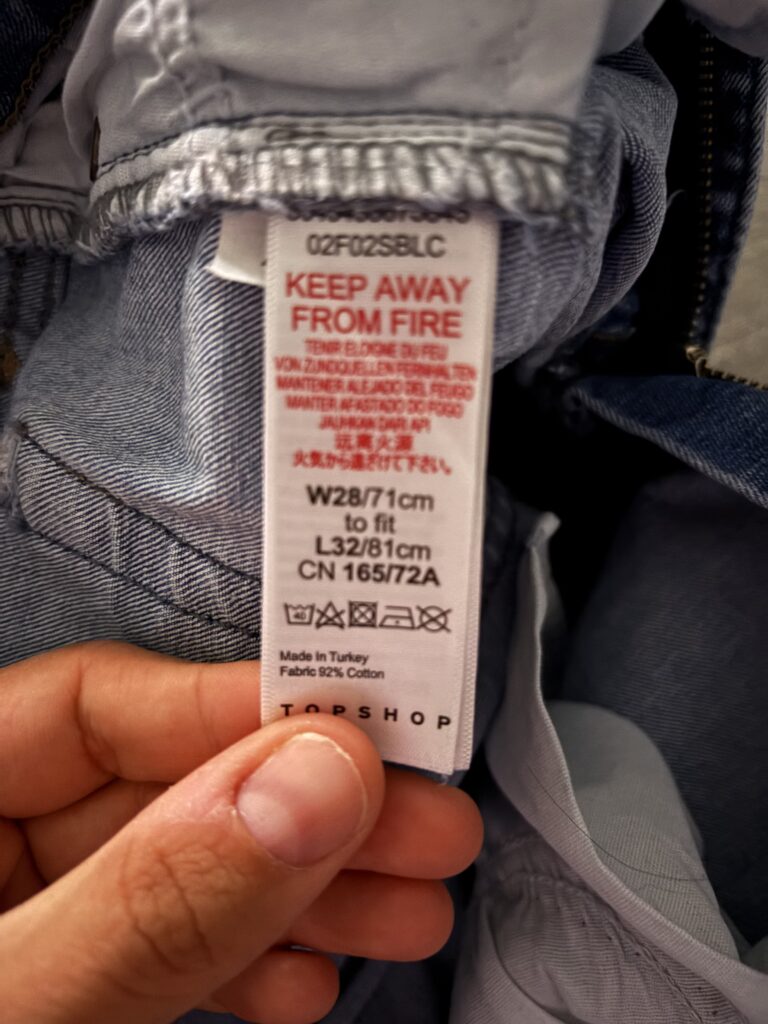 02F02SBLC
KEEP AWAY
FROM FIRE
TENIR ELOIGNE DU FEU
VON ZUNDQUELLEN FERNHALTEN
MANTENER ALEJADO DEL FEUGO
MANTER AFASTADO DO FOGO
JAUHKAN DARI API
远离火源
火気から遠ざけて下さい。
W28/71cm
to fit
L32/81cm
CN 165/72A
40
Made In Turkey
Fabric 92% Cotton
TOPSHOP